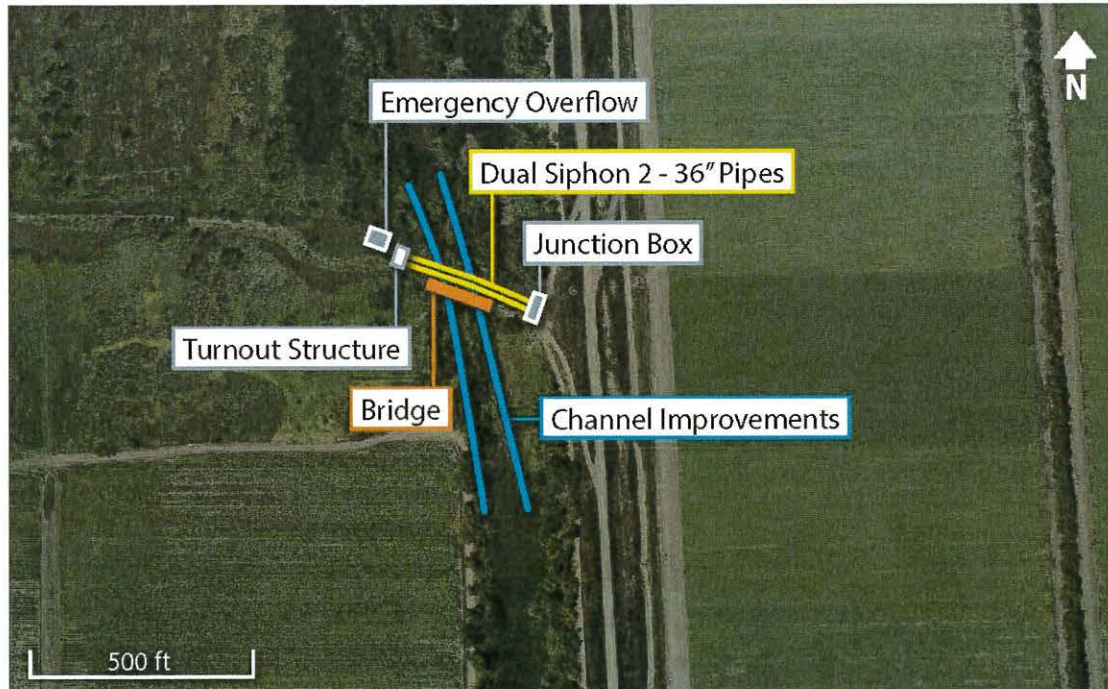 N
Emergency Overflow
Dual Siphon 2 - 36" Pipes
Junction Box
Turnout Structure
Bridge
Channel Improvements
500 ft